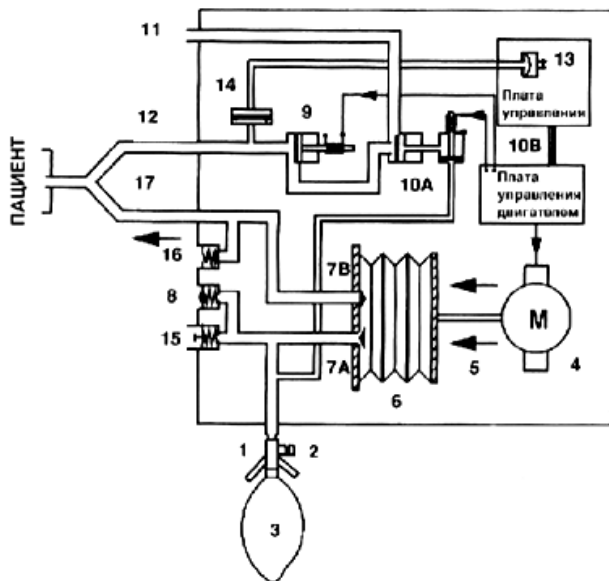 11
13
14
Плата
управления
9
12
10B
ПАЦИЕНТ
10A
Плата
управления
двигателем
17
16
7B
8
M
15
7A
5
4
6
1
2
3